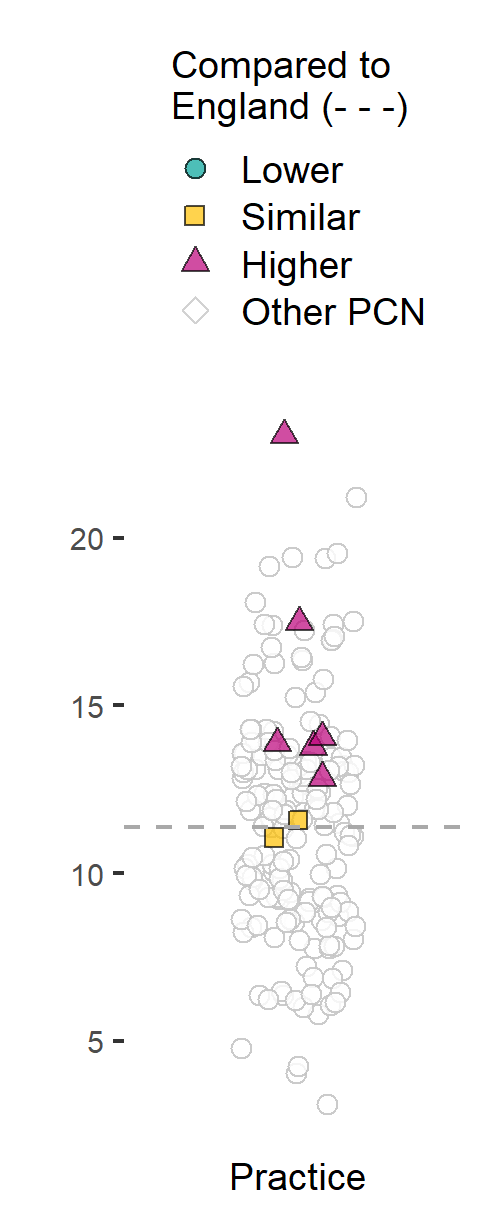 Compared to
England (- - -)
Lower
Similar
Higher
Other PCN
20
15
10
5
Practice